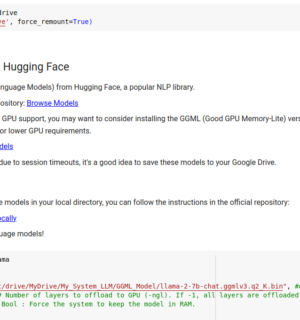 drive
ve', force_remount=True)
Hugging Face
nguage Models) from Hugging Face, a popular NLP library.
ository: Browse Models
GPU support, you may want to consider installing the GGML (Good GPU Memory-Lite) vers
or lower GPU requirements.
dels
due to session timeouts, it's a good idea to save these models to your Google Drive.
e models in your local directory, you can follow the instructions in the official repository:
ocally
uage models!
ama
t/drive/MyDrive/My_System_LLM/GGML_Model/llama-2-7b-chat.ggmlv3.q2_K.bin", #
# Number of layers to offload to GPU (-ngl). If -1, all layers are offloaded
Bool : Force the system to keep the model in RAM.